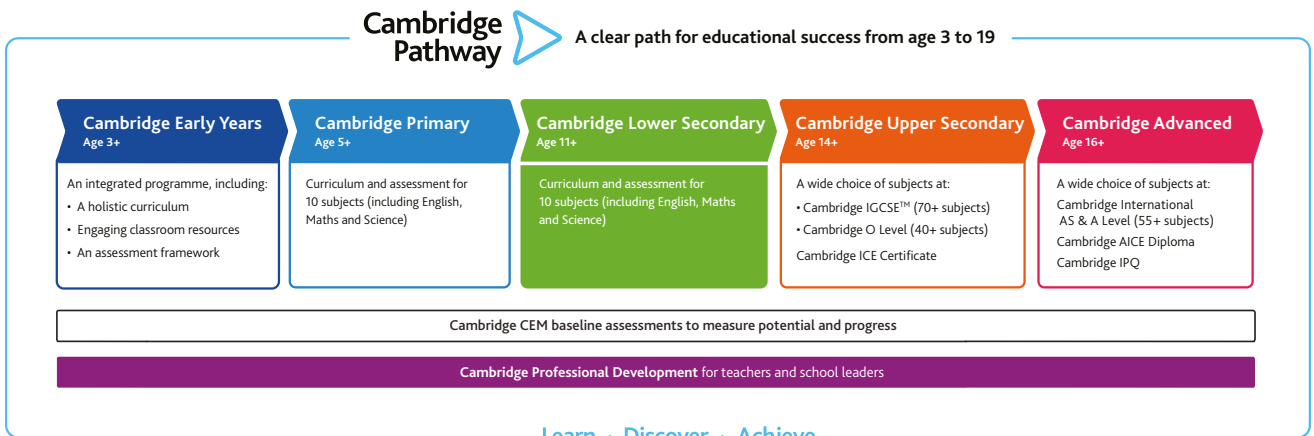 Cambridge
Pathway
A clear path for educational success from age 3 to 19
Cambridge Early Years
Age 3+
An integrated programme, including:
• A holistic curriculum
• Engaging classroom resources
• An assessment framework
Cambridge Primary
Age 5+
Curriculum and assessment for
10 subjects (including English,
Maths and Science)
Cambridge Lower Secondary
Age 11+
Curriculum and assessment for
10 subjects (including English, Maths
and Science)
Cambridge Upper Secondary
Age 14+
A wide choice of subjects at:
• Cambridge IGCSE™ (70+ subjects)
• Cambridge O Level (40+ subjects)
Cambridge ICE Certificate
Cambridge Advanced
Age 16+
A wide choice of subjects at:
Cambridge International
AS & A Level (55+ subjects)
Cambridge AICE Diploma
Cambridge IPQ
Cambridge CEM baseline assessments to measure potential and progress
Cambridge Professional Development for teachers and school leaders
Learn • Discover • Achieve